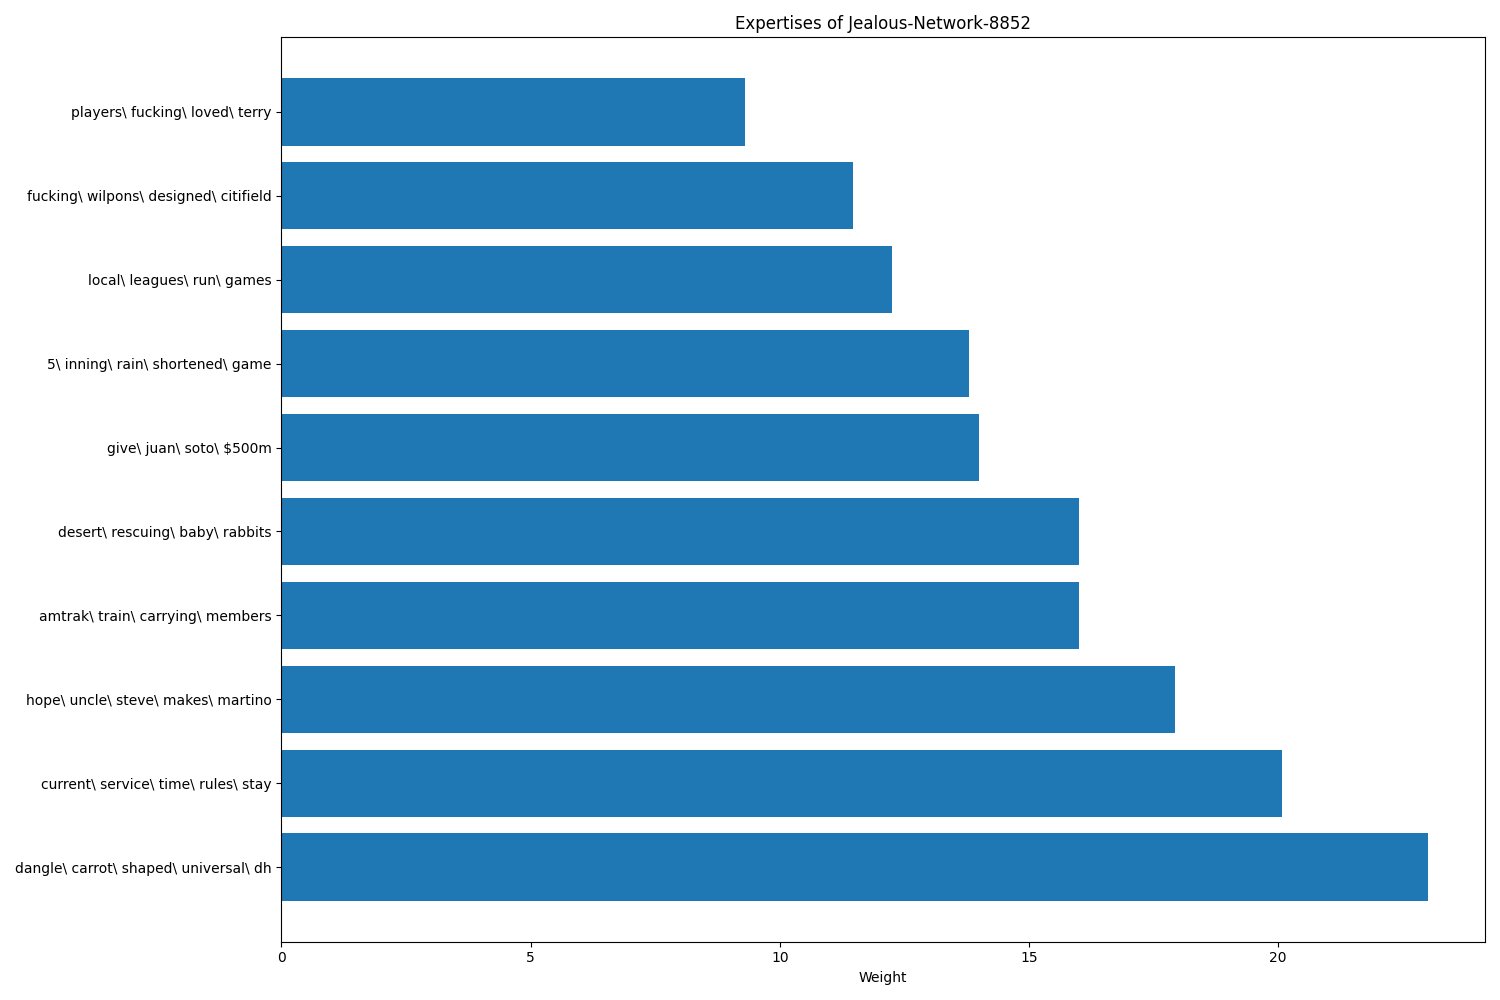 Expertises of Jealous-Network-8852
players\ fucking\ loved\ terry
fucking\ wilpons\ designed\ citifield
local\ leagues\ run\ games
5\ inning\ rain\ shortened\ game
give\ juan\ soto\ $500m
desert\ rescuing\ baby\ rabbits
amtrak\ train\ carrying\ members
hope\ uncle\ steve\ makes\ martino
current\ service\ time\ rules\ stay
dangle\ carrot\ shaped\ universal\ dh
0 5 10 15 20
Weight